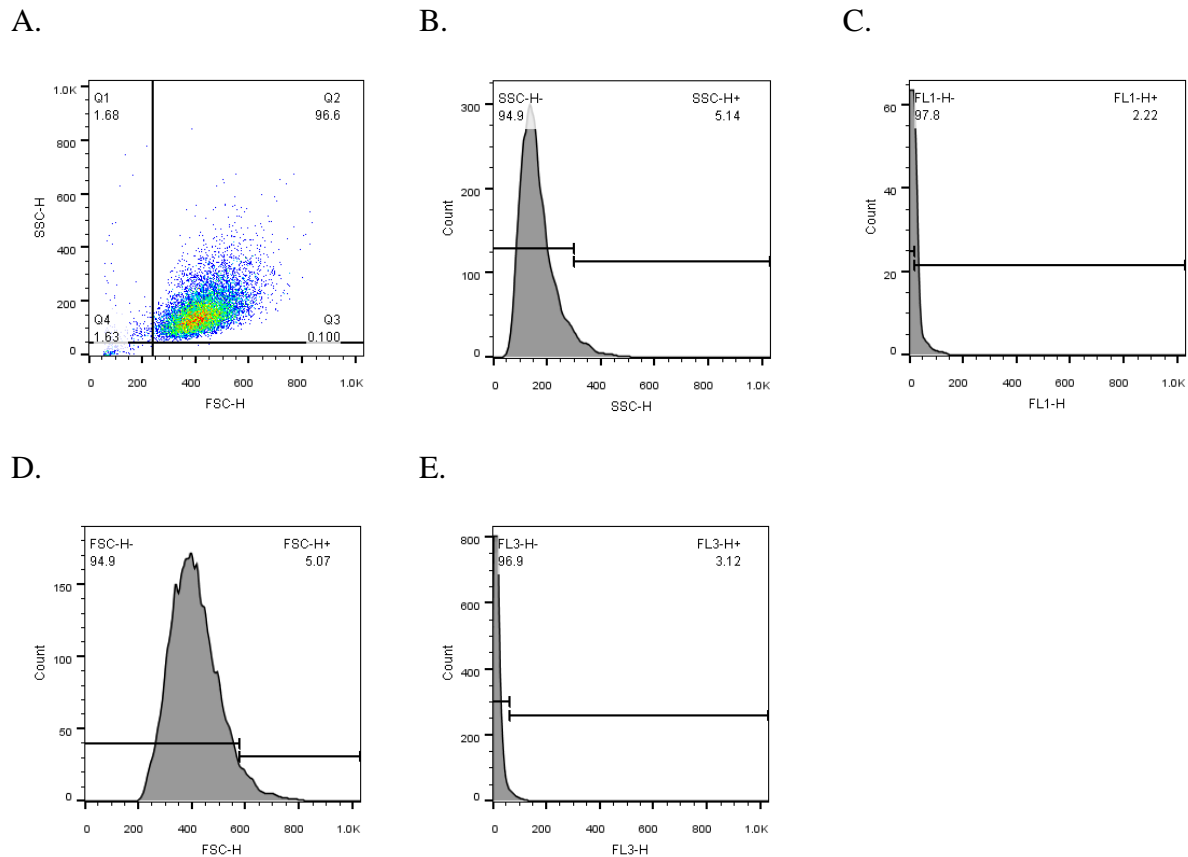 A.
B.
C.
Q1
1.68
Q2
96.6
Q4
1.63
Q3
0.100
1.0K
800
600
400
200
0
SSC-H
0 200 400 600 800 1.0K
FSC-H
SSC-H-
94.9
SSC-H+
5.14
300
200
100
0
Count
0 200 400 600 800 1.0K
SSC-H
FL1-H-
97.8
FL1-H+
2.22
60
40
20
0
Count
0 200 400 600 800 1.0K
FL1-H
D.
E.
FSC-H-
94.9
FSC-H+
5.07
150
100
50
0
Count
0 200 400 600 800 1.0K
FSC-H
FL3-H-
96.9
FL3-H+
3.12
800
600
400
200
0
Count
0 200 400 600 800 1.0K
FL3-H